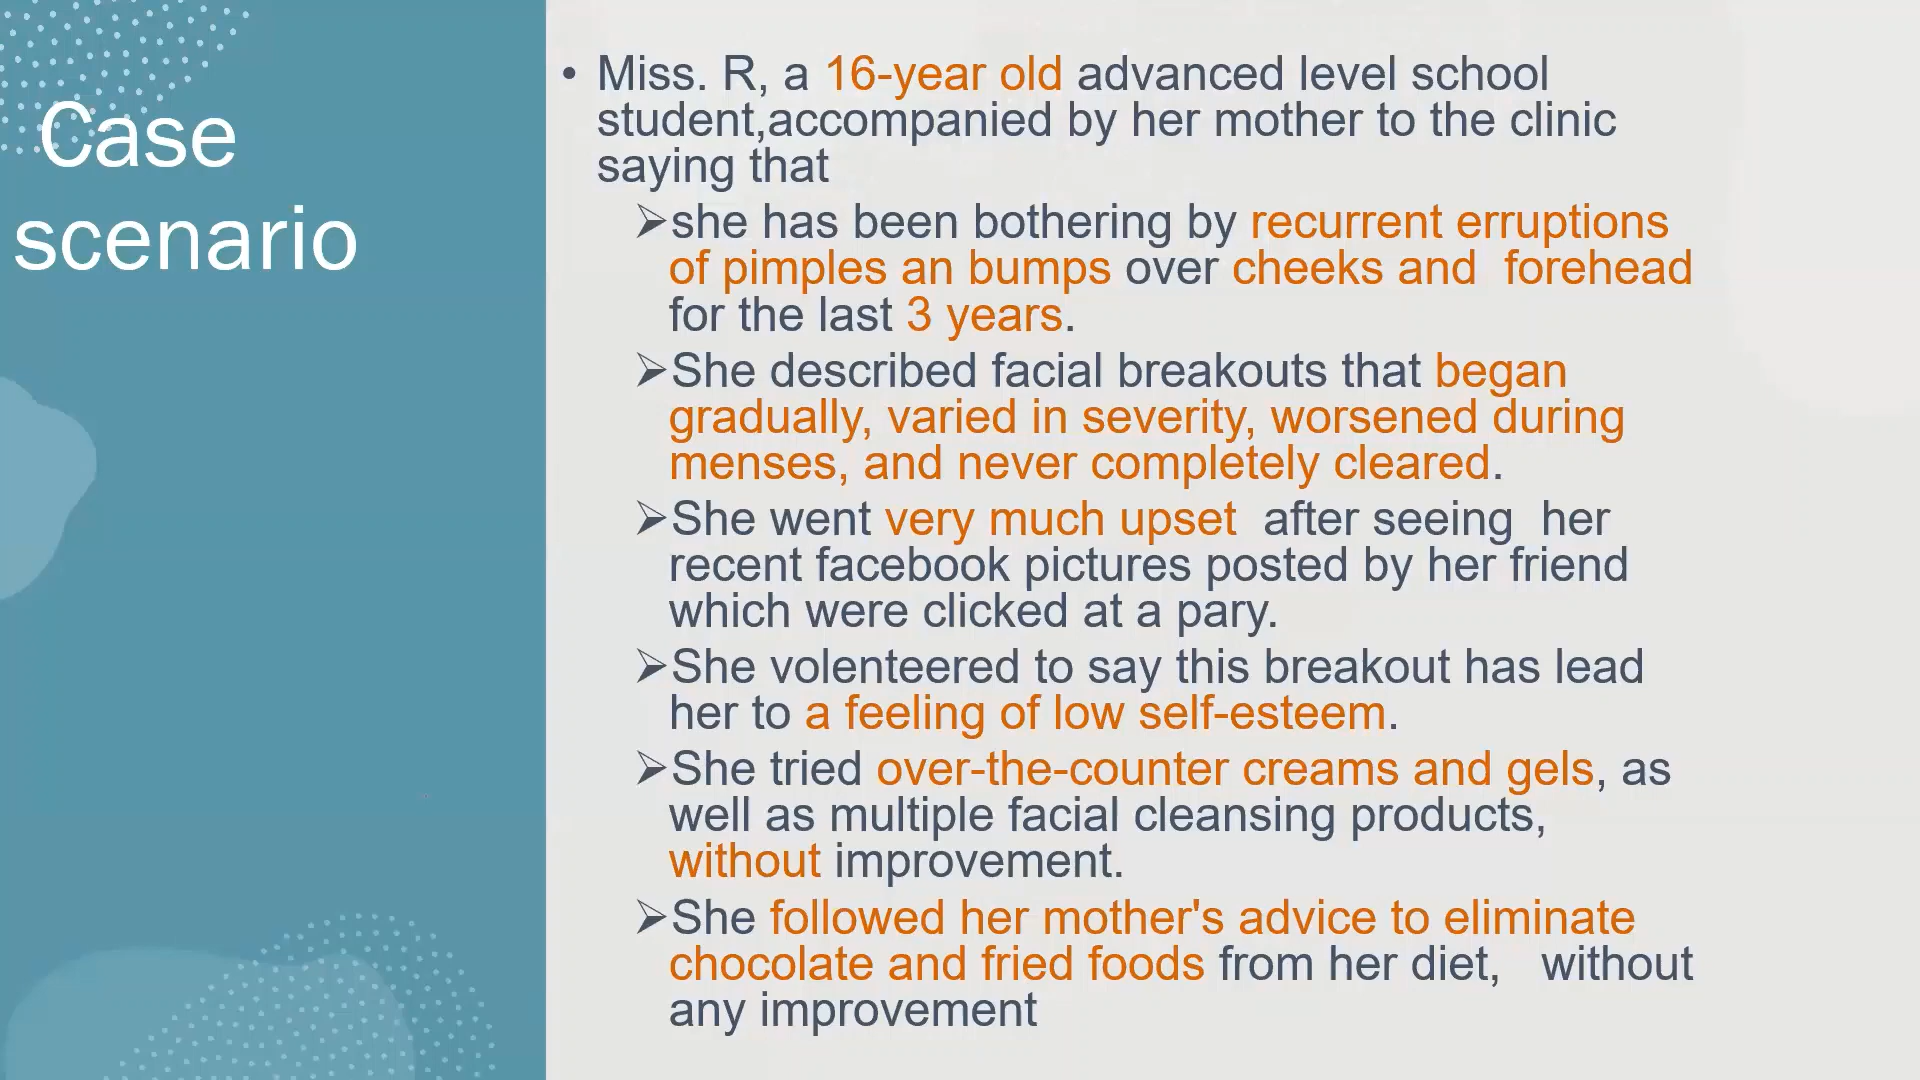 Case
scenario
• Miss. R, a 16-year old advanced level school
student,accompanied by her mother to the clinic
saying that
➢she has been bothering by recurrent erruptions
of pimples an bumps over cheeks and forehead
for the last 3 years.
➢She described facial breakouts that began
gradually, varied in severity, worsened during
menses, and never completely cleared.
➢She went very much upset after seeing her
recent facebook pictures posted by her friend
which were clicked at a pary.
➢She volenteered to say this breakout has lead
her to a feeling of low self-esteem.
➢She tried over-the-counter creams and gels, as
well as multiple facial cleansing products,
without improvement.
➢She followed her mother's advice to eliminate
chocolate and fried foods from her diet, without
any improvement